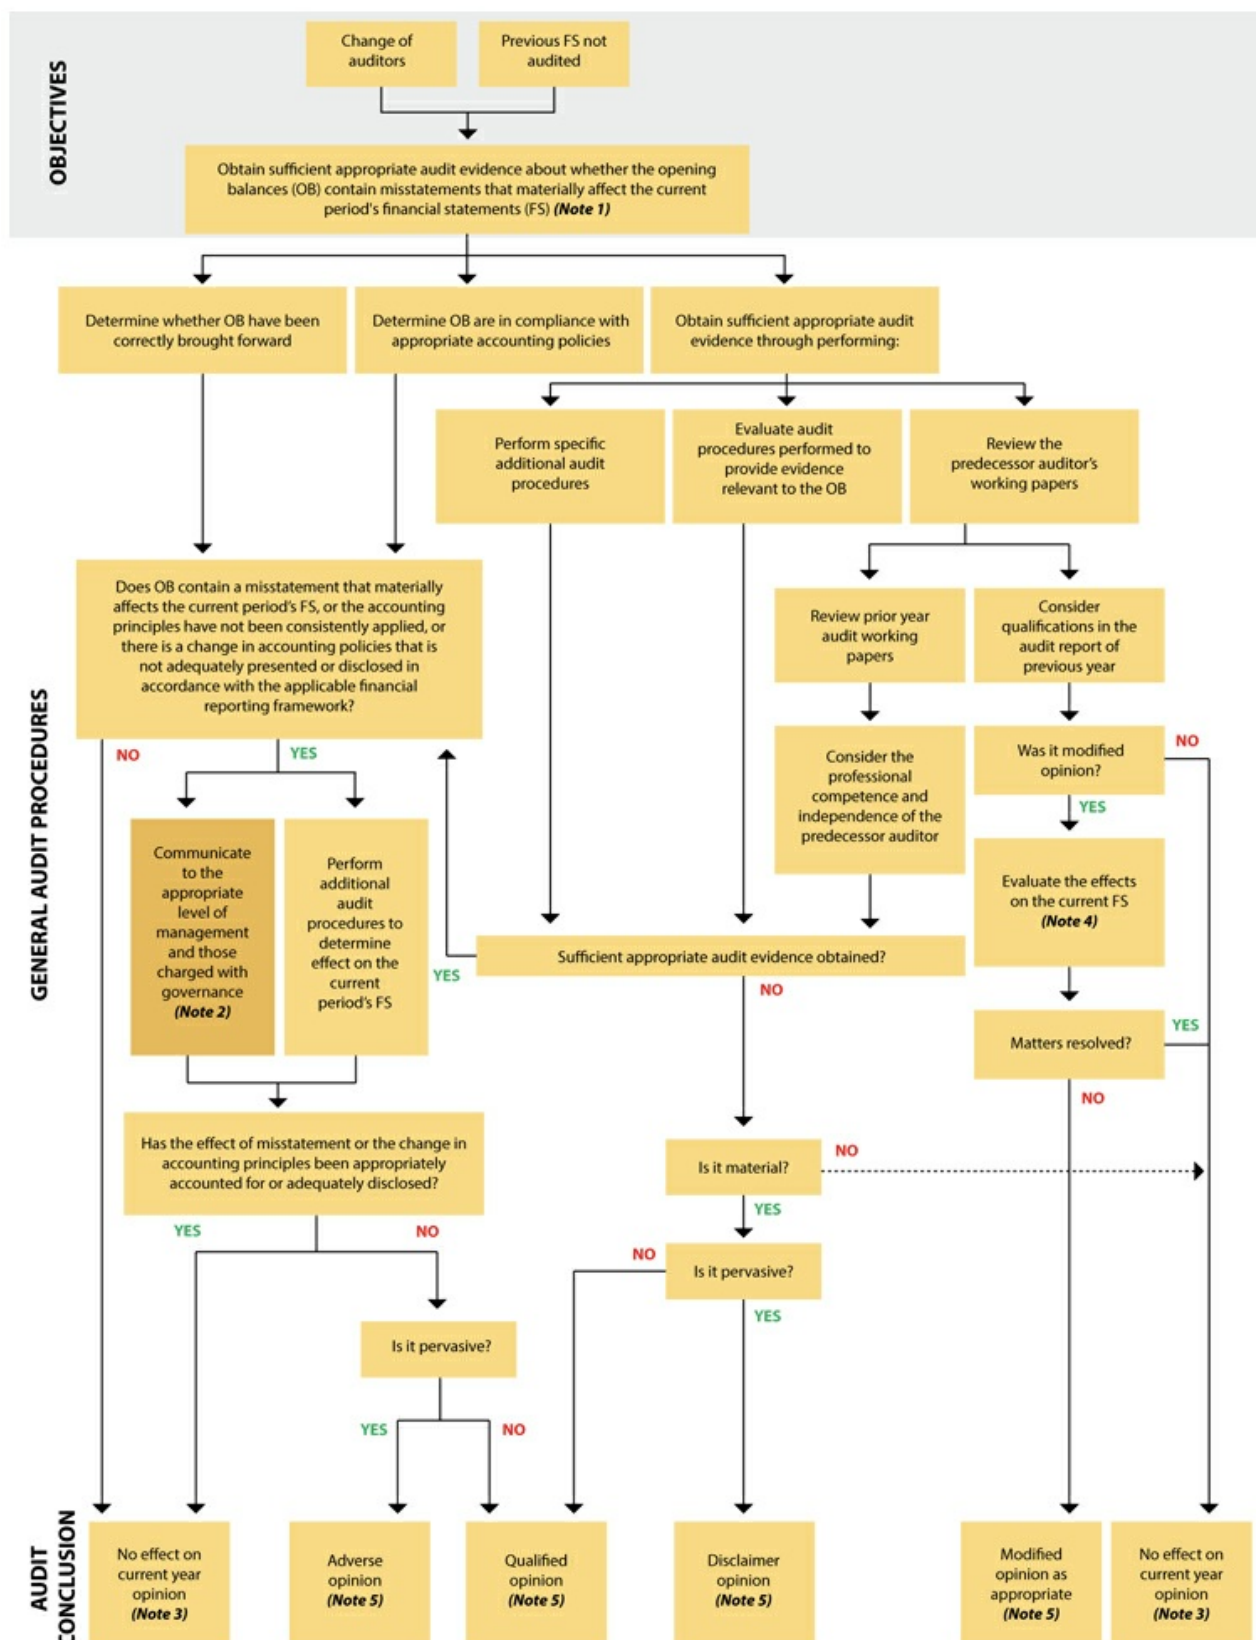 OBJECTIVES
Change of
auditors
Previous FS not
audited
Obtain sufficient appropriate audit evidence about whether the opening
balances (OB) contain misstatements that materially affect the current
period's financial statements (FS) (Note 1)
GENERAL AUDIT PROCEDURES
Determine whether OB have been
correctly brought forward
Determine OB are in compliance with
appropriate accounting policies
Obtain sufficient appropriate audit
evidence through performing:
Perform specific
additional audit
procedures
Evaluate audit
procedures performed to
provide evidence
relevant to the OB
Review the
predecessor auditor's
working papers
Does OB contain a misstatement that materially
affects the current period's FS, or the accounting
principles have not been consistently applied, or
there is a change in accounting policies that is
not adequately presented or disclosed in
accordance with the applicable financial
reporting framework?
Review prior year
audit working
papers
Consider
qualifications in the
audit report of
previous year
NO
YES
Consider the
professional
competence and
independence of the
predecessor auditor
Was it modified
opinion?
NO
YES
Communicate
to the
appropriate
level of
management
and those
charged with
governance
(Note 2)
Perform
additional
audit
procedures to
determine
effect on the
current
period's FS
Evaluate the effects
on the current FS
(Note 4)
Sufficient appropriate audit evidence obtained?
YES
NO
Matters resolved?
YES
NO
Has the effect of misstatement or the change in
accounting principles been appropriately
accounted for or adequately disclosed?
YES
NO
Is it material?
NO
YES
Is it pervasive?
NO
YES
Is it pervasive?
YES
NO
AUDIT
CONCLUSION
No effect on
current year
opinion
(Note 3)
Adverse
opinion
(Note 5)
Qualified
opinion
(Note 5)
Disclaimer
opinion
(Note 5)
Modified
opinion as
appropriate
(Note 5)
No effect on
current year
opinion
(Note 3)